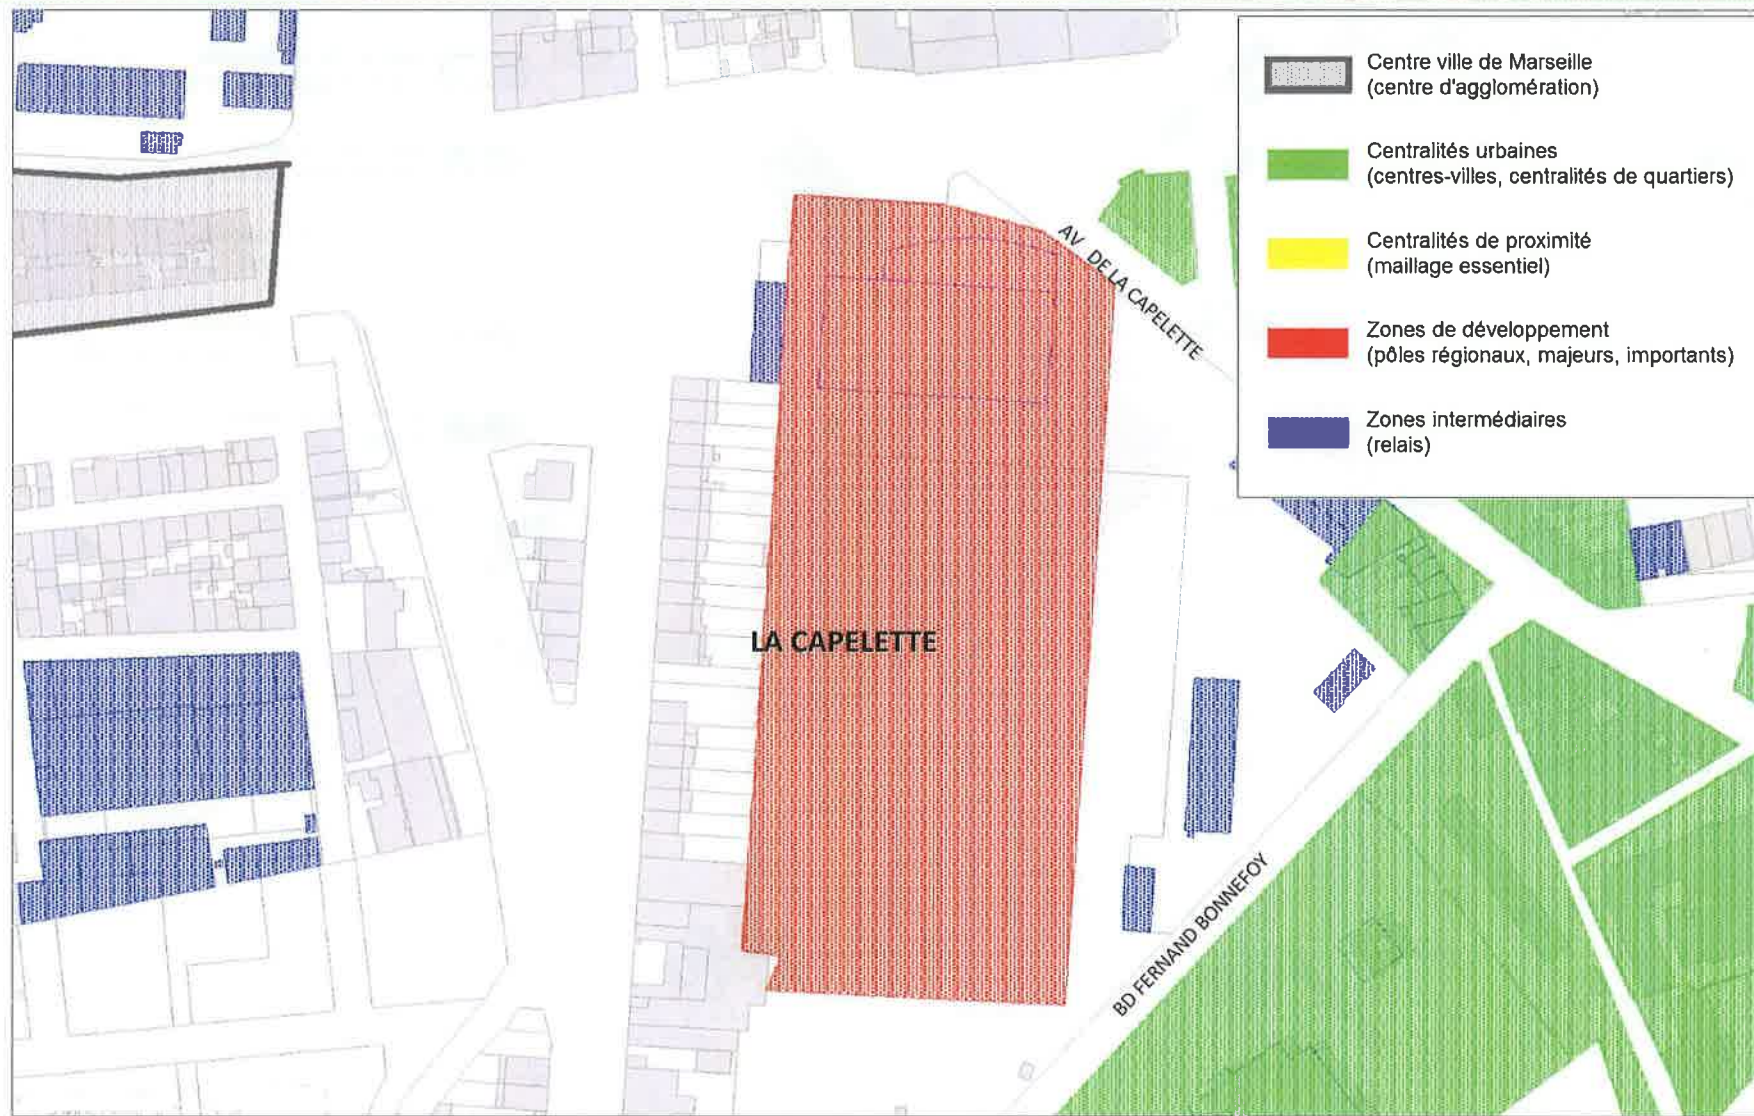 Centre ville de Marseille
(centre d'agglomération)
Centralités urbaines
(centres-villes, centralités de quartiers)
Centralités de proximité
(maillage essentiel)
Zones de développement
(pôles régionaux, majeurs, importants)
Zones intermédiaires
(relais)
AV DE LA CAPELETTE
LA CAPELETTE
BD FERNAND BONNEFOY